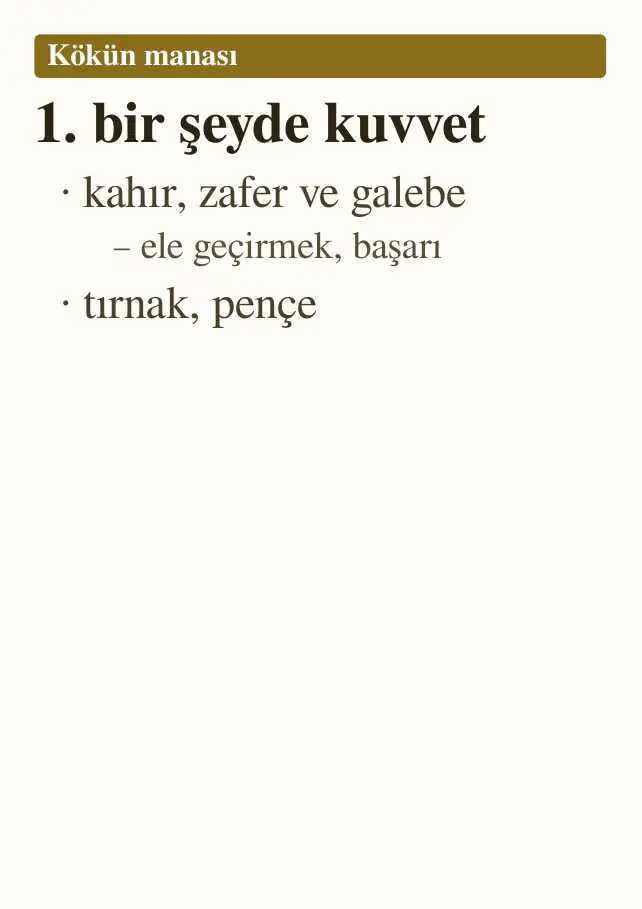 Kökün manası
1. bir şeyde kuvvet
· kahır, zafer ve galebe
– ele geçirmek, başarı
· tırnak, pençe